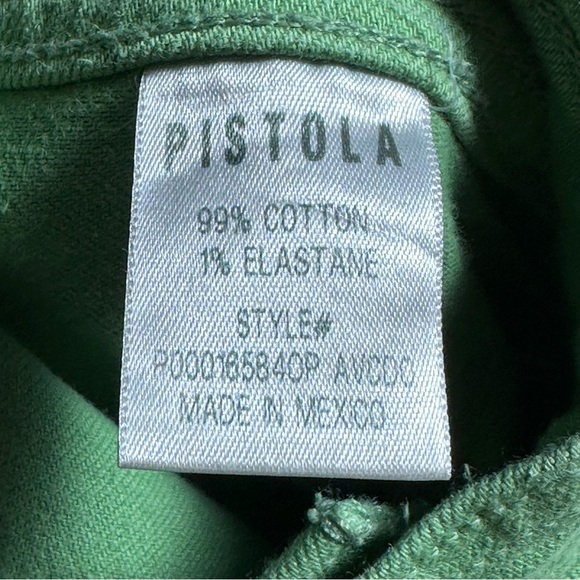 PISTOLA
99% COTTON
1% ELASTANE
STYLE#
MADE IN MEXICO